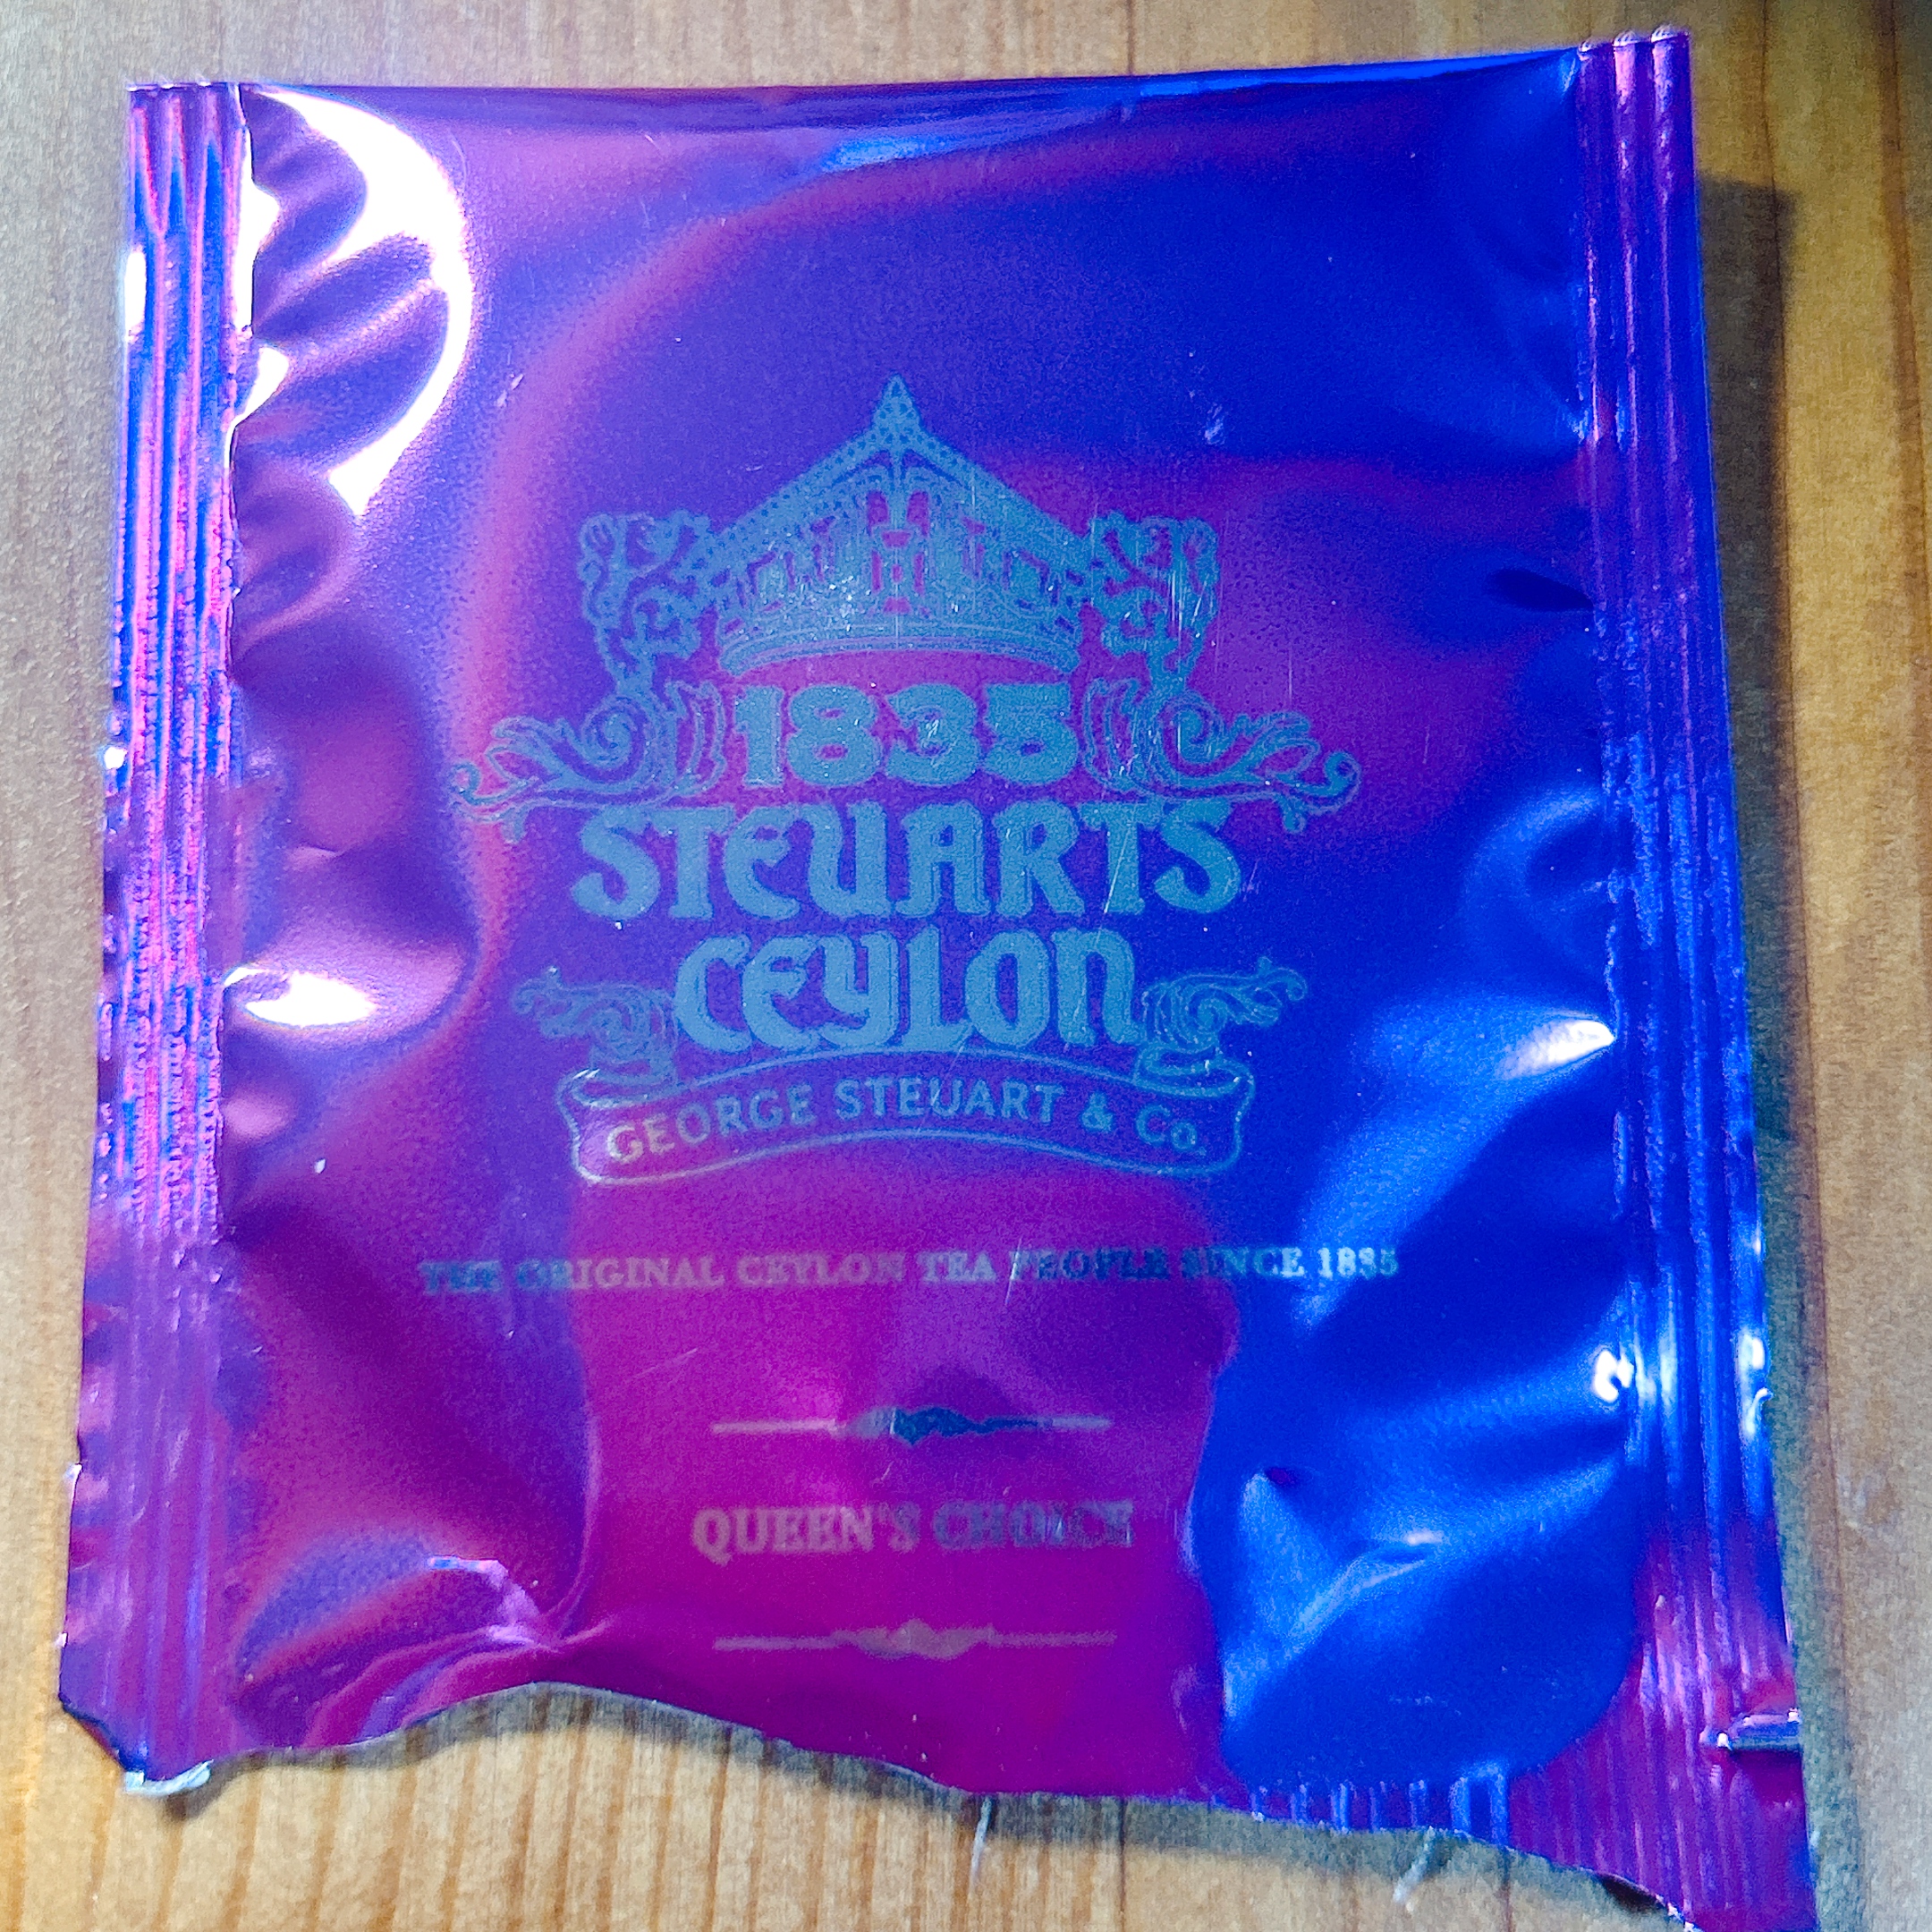 1835
STEUARTS
CEYLON
GEORGE STEUART & Co.
THE ORIGINAL CEYLON TEA PEOPLE SINCE 1835
QUEEN'S CHOICE